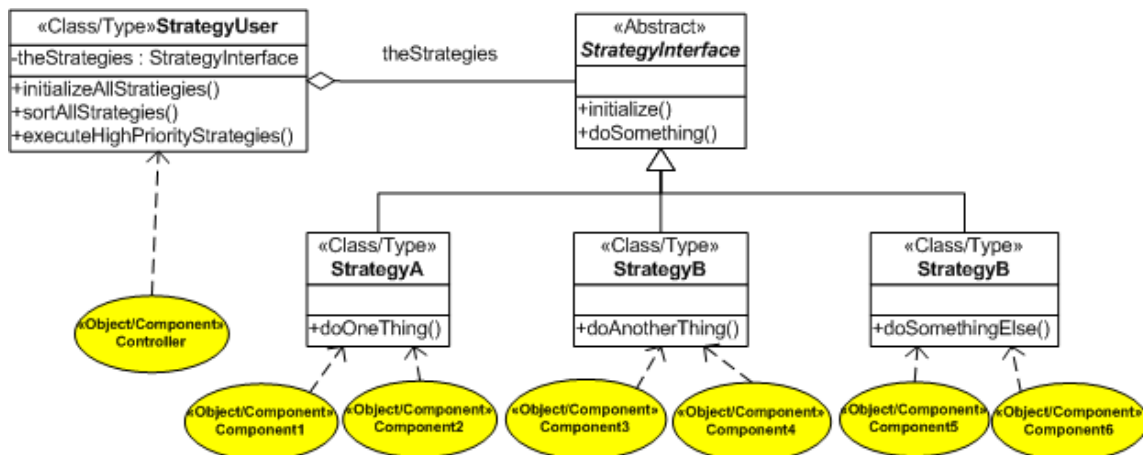 «Class/Type»StrategyUser
-theStrategies : StrategyInterface
+initializeAllStratiegies()
+sortAllStrategies()
+executeHighPriorityStrategies()
theStrategies
«Abstract»
StrategyInterface
+initialize()
+doSomething()
«Class/Type»
StrategyA
+doOneThing()
«Class/Type»
StrategyB
+doAnotherThing()
«Class/Type»
StrategyB
+doSomethingElse()
«Object/Component»
Controller
«Object/Component»
Component1
«Object/Component»
Component2
«Object/Component»
Component3
«Object/Component»
Component4
«Object/Component»
Component5
«Object/Component»
Component6